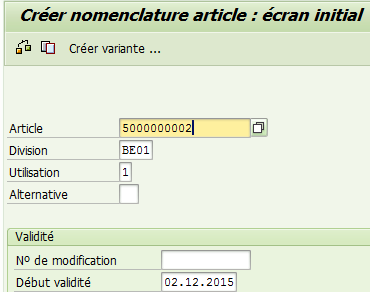 Créer nomenclature article : écran initial
Créer variante ...
Article 5000000002
Division BE01
Utilisation 1
Alternative
Validité
Nº de modification
Début validité 02.12.2015